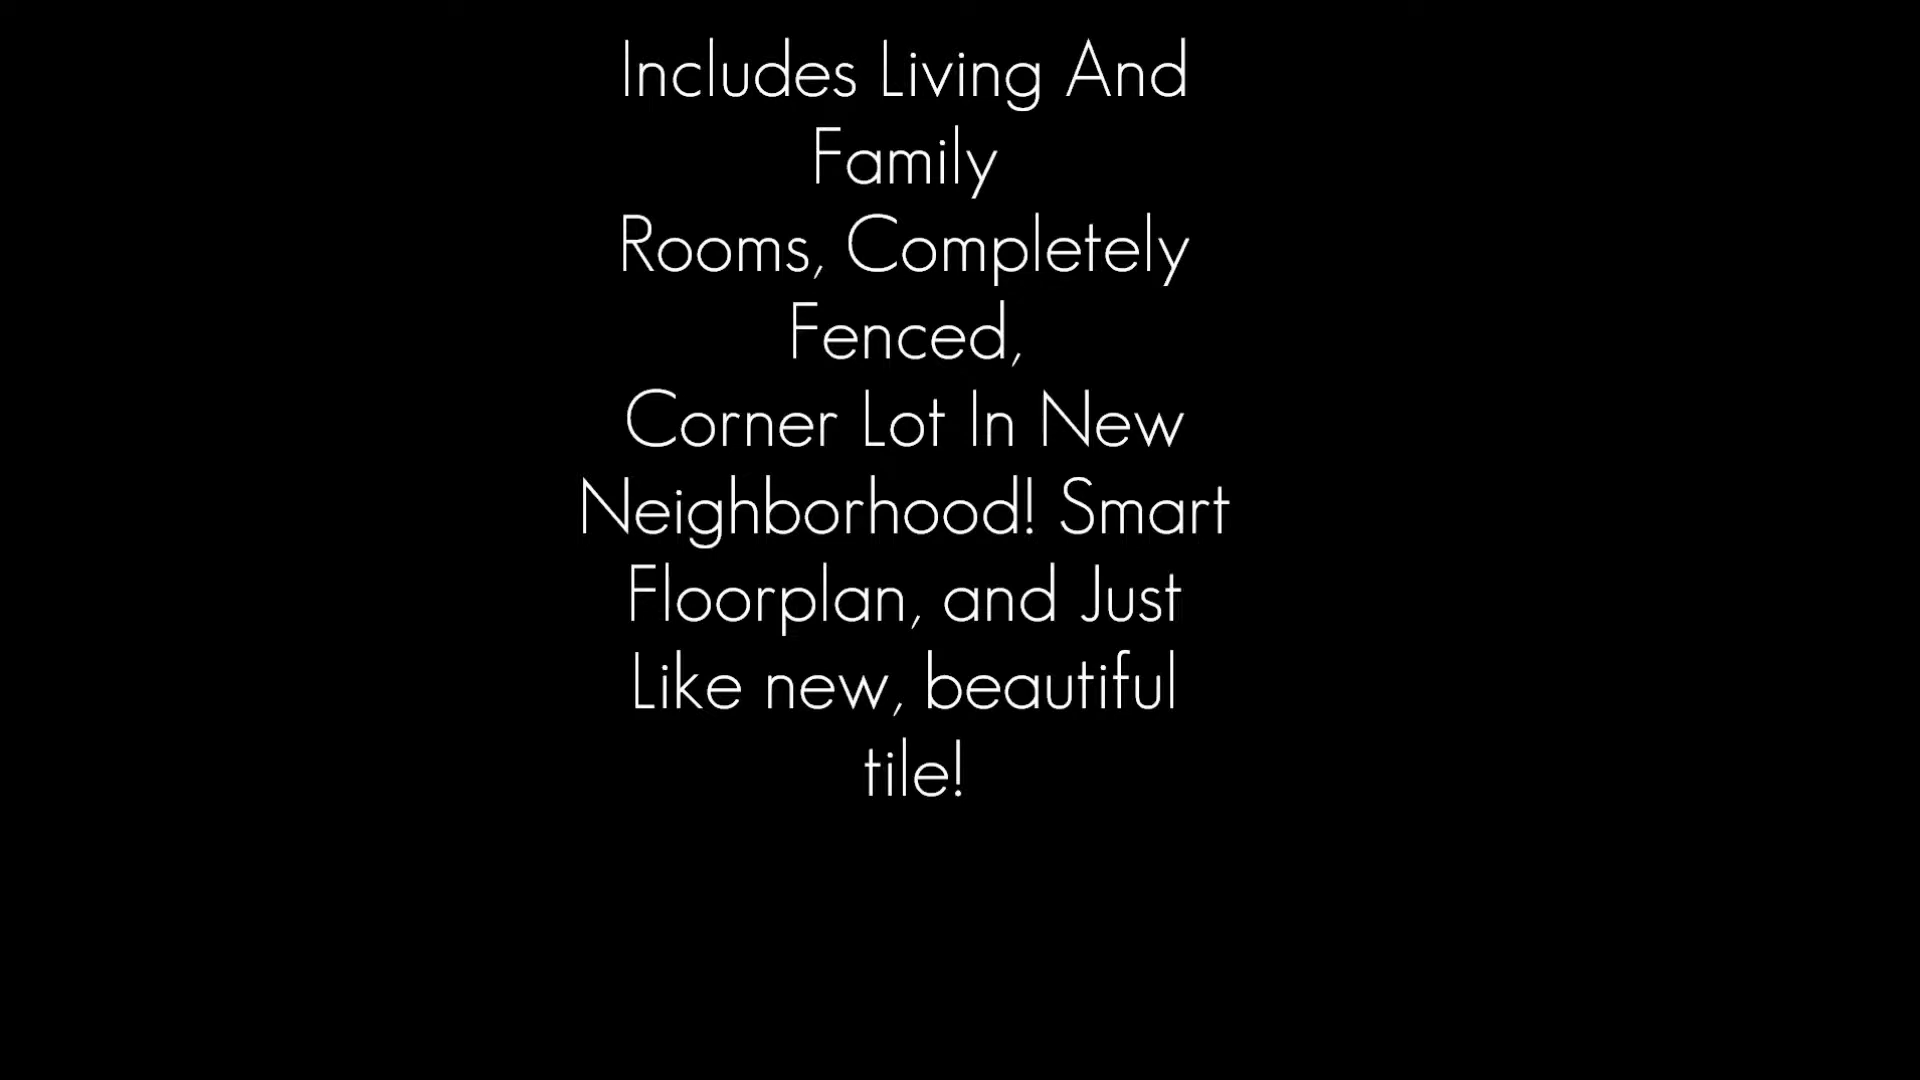 Includes Living And
Family
Rooms, Completely
Fenced,
Corner Lot In New
Neighborhood! Smart
Floorplan, and Just
Like new, beautiful
tile!